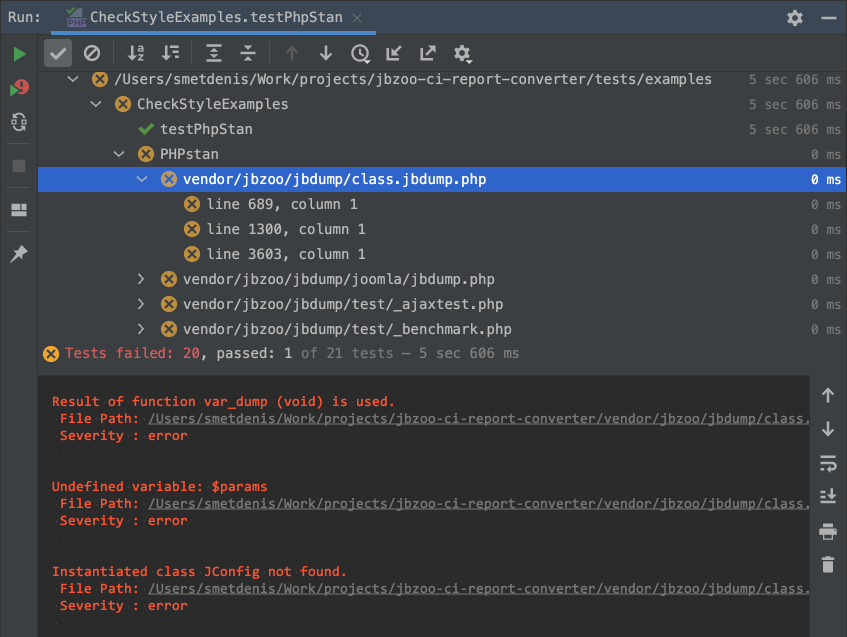 Run: CheckStyleExamples.testPhpStan
/Users/smetdenis/Work/projects/jbzoo-ci-report-converter/tests/examples 5 sec 606 ms
CheckStyleExamples 5 sec 606 ms
testPhpStan 5 sec 606 ms
PHPstan 0 ms
vendor/jbzoo/jbdump/class.jbdump.php 0 ms
line 689, column 1 0 ms
line 1300, column 1 0 ms
line 3603, column 1 0 ms
vendor/jbzoo/jbdump/joomla/jbdump.php 0 ms
vendor/jbzoo/jbdump/test/_ajaxtest.php 0 ms
vendor/jbzoo/jbdump/test/_benchmark.php 0 ms
Tests failed: 20, passed: 1 of 21 tests – 5 sec 606 ms
Result of function var_dump (void) is used.
File Path: /Users/smetdenis/Work/projects/jbzoo-ci-report-converter/vendor/jbzoo/jbdump/class.
Severity : error
Undefined variable: $params
File Path: /Users/smetdenis/Work/projects/jbzoo-ci-report-converter/vendor/jbzoo/jbdump/class.
Severity : error
Instantiated class JConfig not found.
File Path: /Users/smetdenis/Work/projects/jbzoo-ci-report-converter/vendor/jbzoo/jbdump/class.
Severity : error